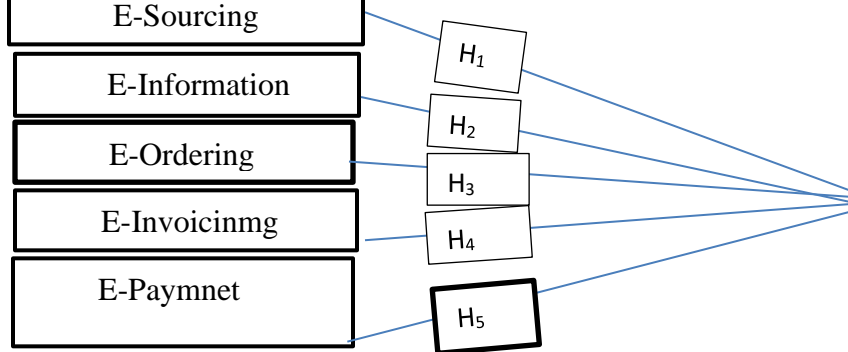 E-Sourcing
H₁
E-Information
H₂
E-Ordering
H₃
E-Invoicinmg
H₄
E-Paymnet
H₅